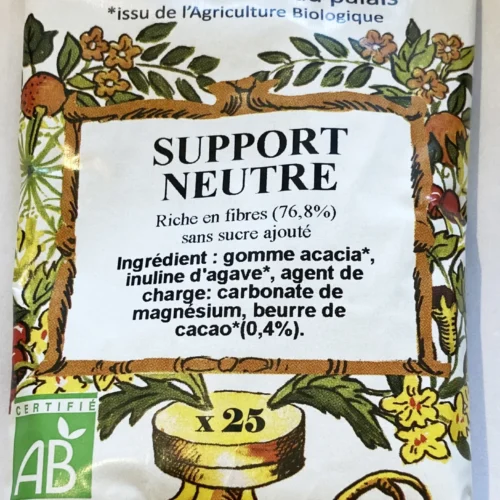 *issu de l'Agriculture Biologique
SUPPORT
NEUTRE
Riche en fibres (76,8%)
sans sucre ajouté
Ingrédient : gomme acacia*,
inuline d'agave*, agent de
charge: carbonate de
magnésium, beurre de
cacao*(0,4%).
x 25
CERTIFIÉ
AB